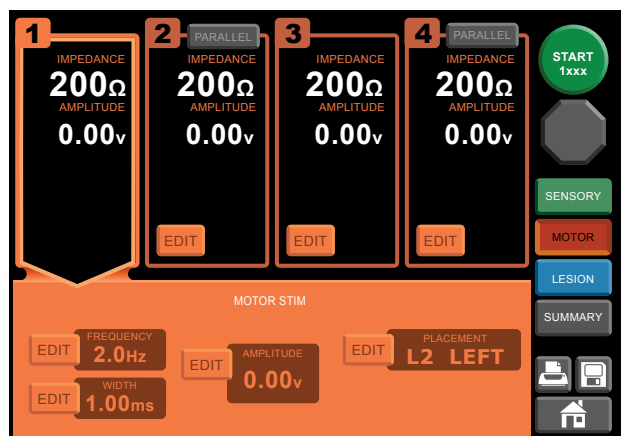 1
IMPEDANCE
200Ω
AMPLITUDE
0.00v
2
PARALLEL
IMPEDANCE
200Ω
AMPLITUDE
0.00v
EDIT
3
IMPEDANCE
200Ω
AMPLITUDE
0.00v
EDIT
4
PARALLEL
IMPEDANCE
200Ω
AMPLITUDE
0.00v
EDIT
START
1xxx
SENSORY
MOTOR
LESION
SUMMARY
MOTOR STIM
EDIT
FREQUENCY
2.0Hz
EDIT
WIDTH
1.00ms
EDIT
AMPLITUDE
0.00v
EDIT
PLACEMENT
L2 LEFT